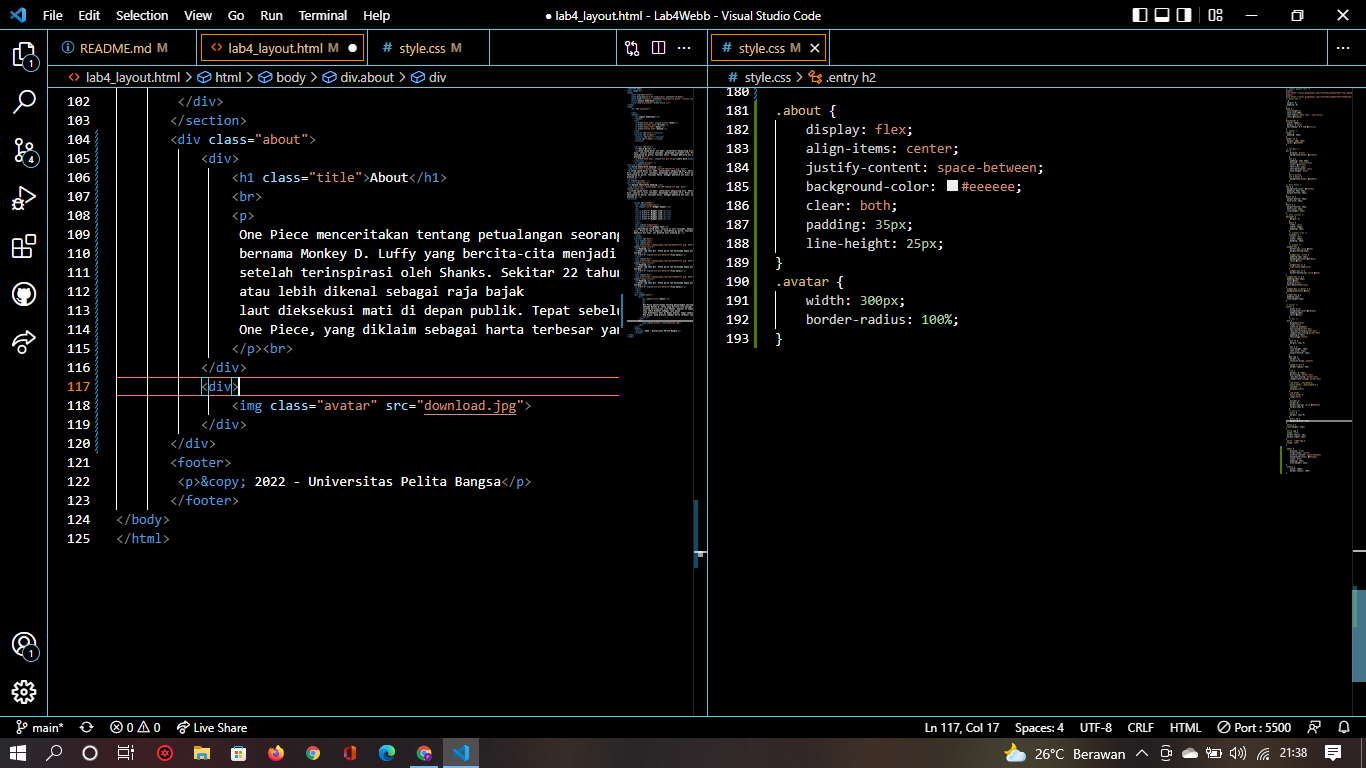 File Edit Selection View Go Run Terminal Help
● lab4_layout.html - Lab4Webb - Visual Studio Code
README.md M
<> lab4_layout.html M ●
# style.css M
# style.css M ×
<> lab4_layout.html > html > body > div.about > div
# style.css > .entry h2
102 </div>
103 </section>
104 <div class="about">
105 <div>
106 <h1 class="title">About</h1>
107 <br>
108 <p>
109 One Piece menceritakan tentang petualangan seorang
110 bernama Monkey D. Luffy yang bercita-cita menjadi
111 setelah terinspirasi oleh Shanks. Sekitar 22 tahun
112 atau lebih dikenal sebagai raja bajak
113 laut dieksekusi mati di depan publik. Tepat sebelu
114 One Piece, yang diklaim sebagai harta terbesar ya
115 </p><br>
116 </div>
117 <div>
118 <img class="avatar" src="download.jpg">
119 </div>
120 </div>
121 <footer>
122 <p>&copy; 2022 - Universitas Pelita Bangsa</p>
123 </footer>
124 </body>
125 </html>
180
181 .about {
182 display: flex;
183 align-items: center;
184 justify-content: space-between;
185 background-color: #eeeeee;
186 clear: both;
187 padding: 35px;
188 line-height: 25px;
189 }
190 .avatar {
191 width: 300px;
192 border-radius: 100%;
193 }
1
4
1
main* 0 0 Live Share
Ln 117, Col 17 Spaces: 4 UTF-8 CRLF HTML Port : 5500
26°C Berawan 21:38